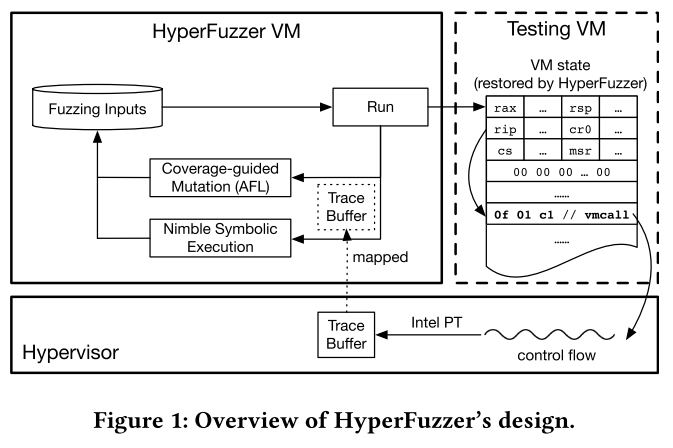 HyperFuzzer VM
Testing VM
VM state
(restored by HyperFuzzer)
Fuzzing Inputs
Run
rax … rsp …
rip … cr0 …
cs … msr …
00 00 00 … 00
……
0f 01 c1 // vmcall
……
Coverage-guided
Mutation (AFL)
Trace
Buffer
Nimble Symbolic
Execution
mapped
Trace
Buffer
Intel PT
control flow
Hypervisor
Figure 1: Overview of HyperFuzzer's design.